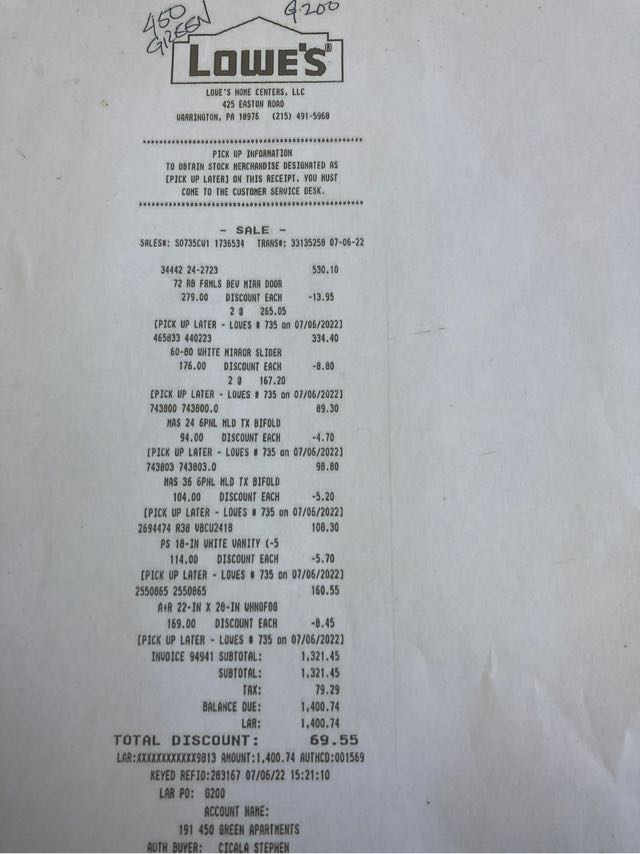 450 G200
GREEN
LOWE'S
LOWE'S HOME CENTERS, LLC
425 EASTON ROAD
WARRINGTON, PA 18976 (215) 491-5960
PICK UP INFORMATION
TO OBTAIN STOCK MERCHANDISE DESIGNATED AS
[PICK UP LATER] ON THIS RECEIPT, YOU MUST
COME TO THE CUSTOMER SERVICE DESK.
- SALE -
SALES#: S0735CW1 1736534 TRANS#: 33135258 07-06-22
34442 24-2723 530.10
72 RB FRMLS BEV MIRR DOOR
279.00 DISCOUNT EACH -13.95
2 @ 265.05
[PICK UP LATER - LOWES # 735 on 07/06/2022]
465833 440223 334.40
60-80 WHITE MIRROR SLIDER
176.00 DISCOUNT EACH -8.80
2 @ 167.20
[PICK UP LATER - LOWES # 735 on 07/06/2022]
743800 743800.0 89.30
MAS 24 6PNL MLD TX BIFOLD
94.00 DISCOUNT EACH -4.70
[PICK UP LATER - LOWES # 735 on 07/06/2022]
743803 743803.0 98.80
MAS 36 6PNL MLD TX BIFOLD
104.00 DISCOUNT EACH -5.20
[PICK UP LATER - LOWES # 735 on 07/06/2022]
2694474 R38 VBCU2418 108.30
PS 18-IN WHITE VANITY (-5
114.00 DISCOUNT EACH -5.70
[PICK UP LATER - LOWES # 735 on 07/06/2022]
2550865 2550865 160.55
A+R 22-IN X 28-IN WHNOFOG
169.00 DISCOUNT EACH -8.45
[PICK UP LATER - LOWES # 735 on 07/06/2022]
INVOICE 94941 SUBTOTAL: 1,321.45
SUBTOTAL: 1,321.45
TAX: 79.29
BALANCE DUE: 1,400.74
LAR: 1,400.74
TOTAL DISCOUNT: 69.55
LAR:XXXXXXXXXXXX9813 AMOUNT:1,400.74 AUTHCD:001569
KEYED REFID:283167 07/06/22 15:21:10
LAR PO: G200
ACCOUNT NAME:
191 450 GREEN APARTMENTS
AUTH BUYER: CICALA STEPHEN